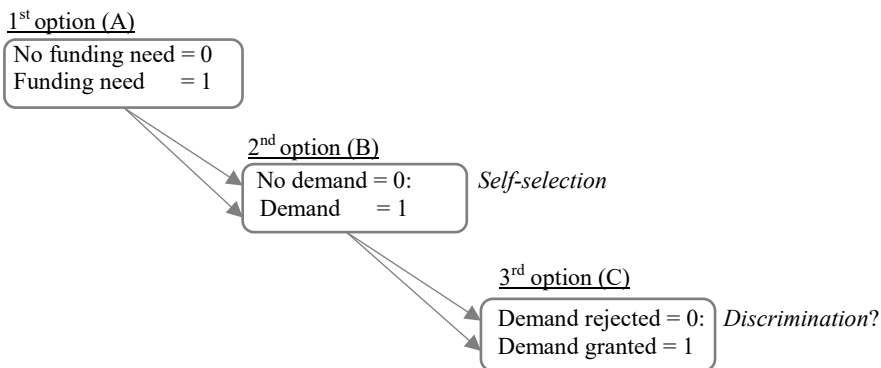 1st option (A)
No funding need = 0
Funding need = 1
2nd option (B)
No demand = 0:
Self-selection
Demand = 1
3rd option (C)
Demand rejected = 0:
Discrimination?
Demand granted = 1